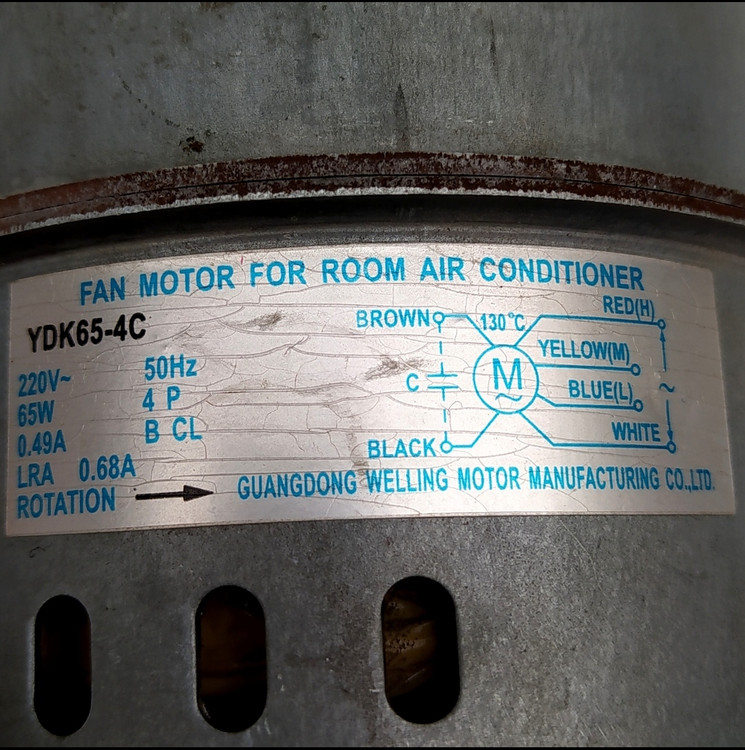 FAN MOTOR FOR ROOM AIR CONDITIONER
YDK65-4C
220V~ 50Hz
65W 4 P
0.49A B CL
LRA 0.68A
ROTATION
BROWN
C
BLACK
130°C
M
~
RED(H)
YELLOW(M)
BLUE(L)
~
WHITE
GUANGDONG WELLING MOTOR MANUFACTURING CO.,LTD.